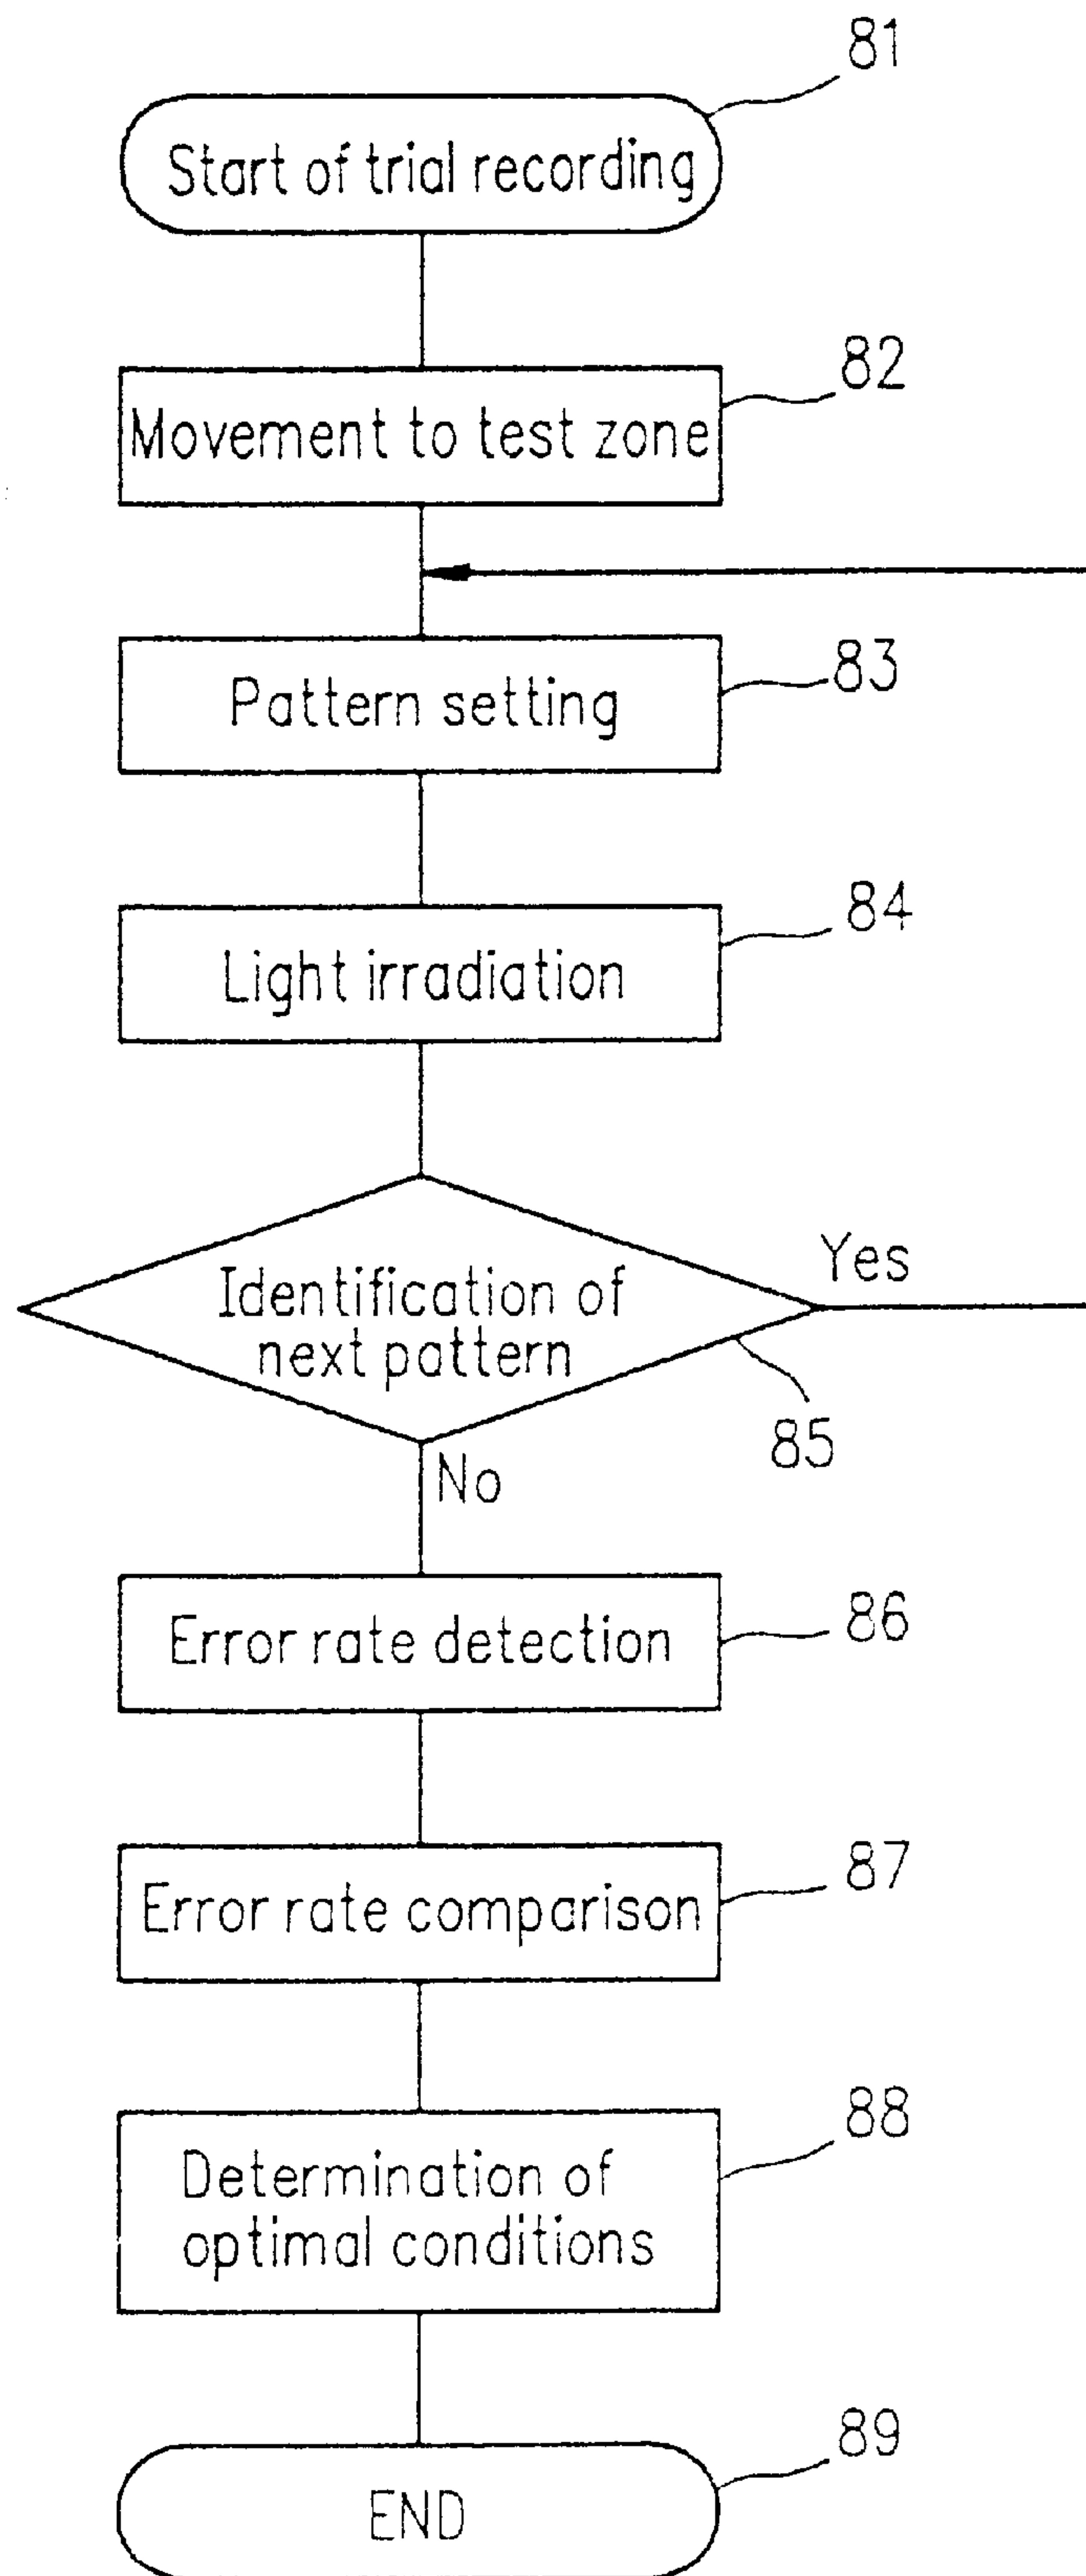 81
Start of trial recording
82
Movement to test zone
83
Pattern setting
84
Light irradiation
Yes
Identification of
next pattern
85
No
86
Error rate detection
87
Error rate comparison
88
Determination of
optimal conditions
89
END